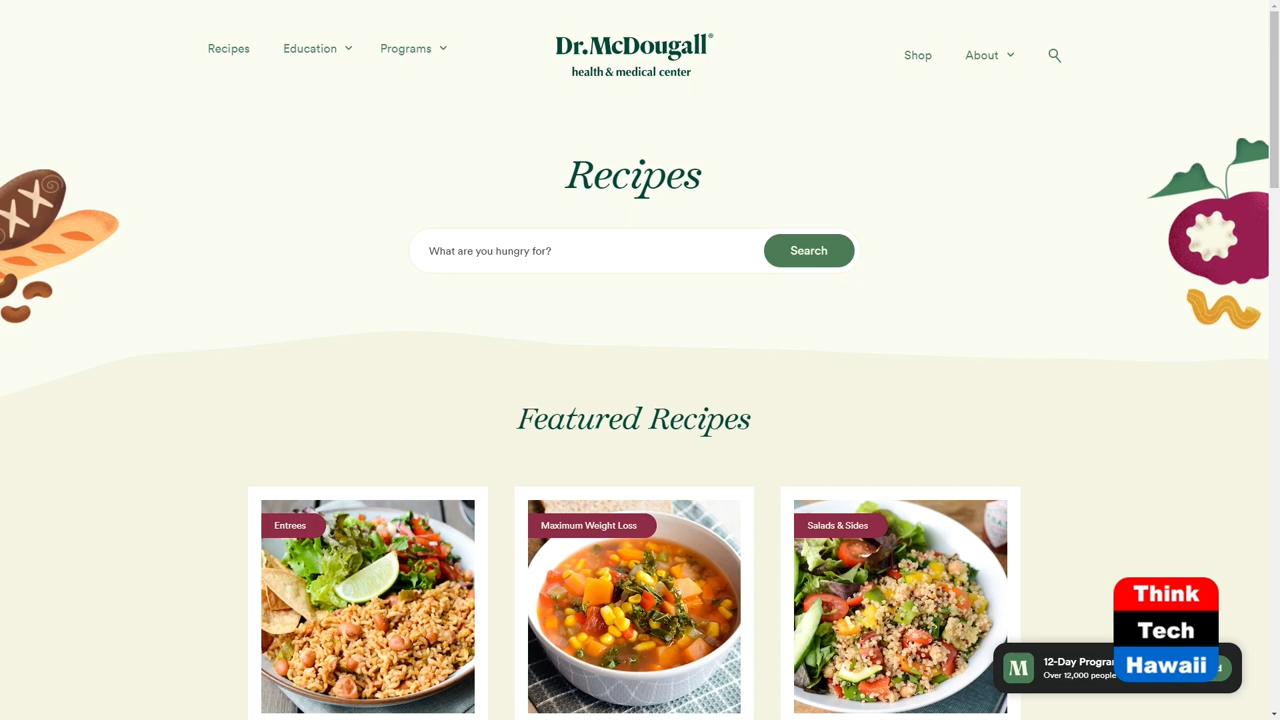 Recipes Education Programs
Dr.McDougall®
health & medical center
Shop About
Recipes
What are you hungry for? Search
Featured Recipes
Entrees
Maximum Weight Loss
Salads & Sides
12-Day Progra
Over 12,000 people
Think
Tech
Hawaii
M